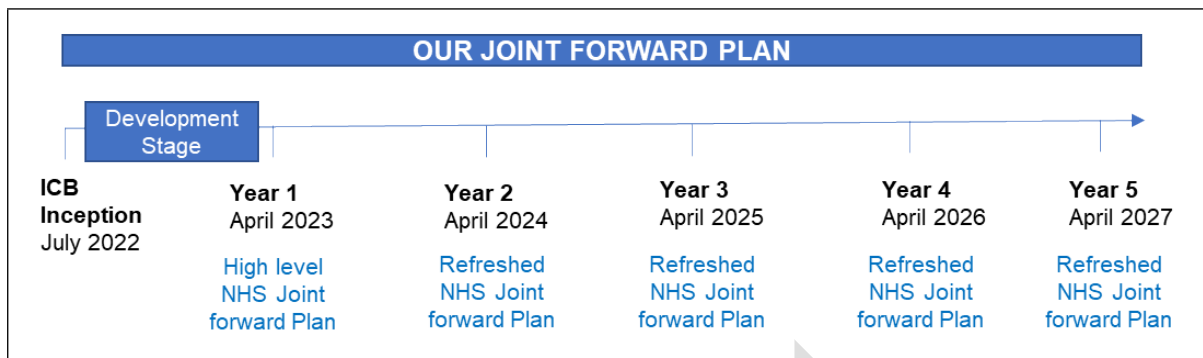 OUR JOINT FORWARD PLAN
Development
Stage
ICB
Inception
July 2022
Year 1
April 2023
High level
NHS Joint
forward Plan
Year 2
April 2024
Refreshed
NHS Joint
forward Plan
Year 3
April 2025
Refreshed
NHS Joint
forward Plan
Year 4
April 2026
Refreshed
NHS Joint
forward Plan
Year 5
April 2027
Refreshed
NHS Joint
forward Plan